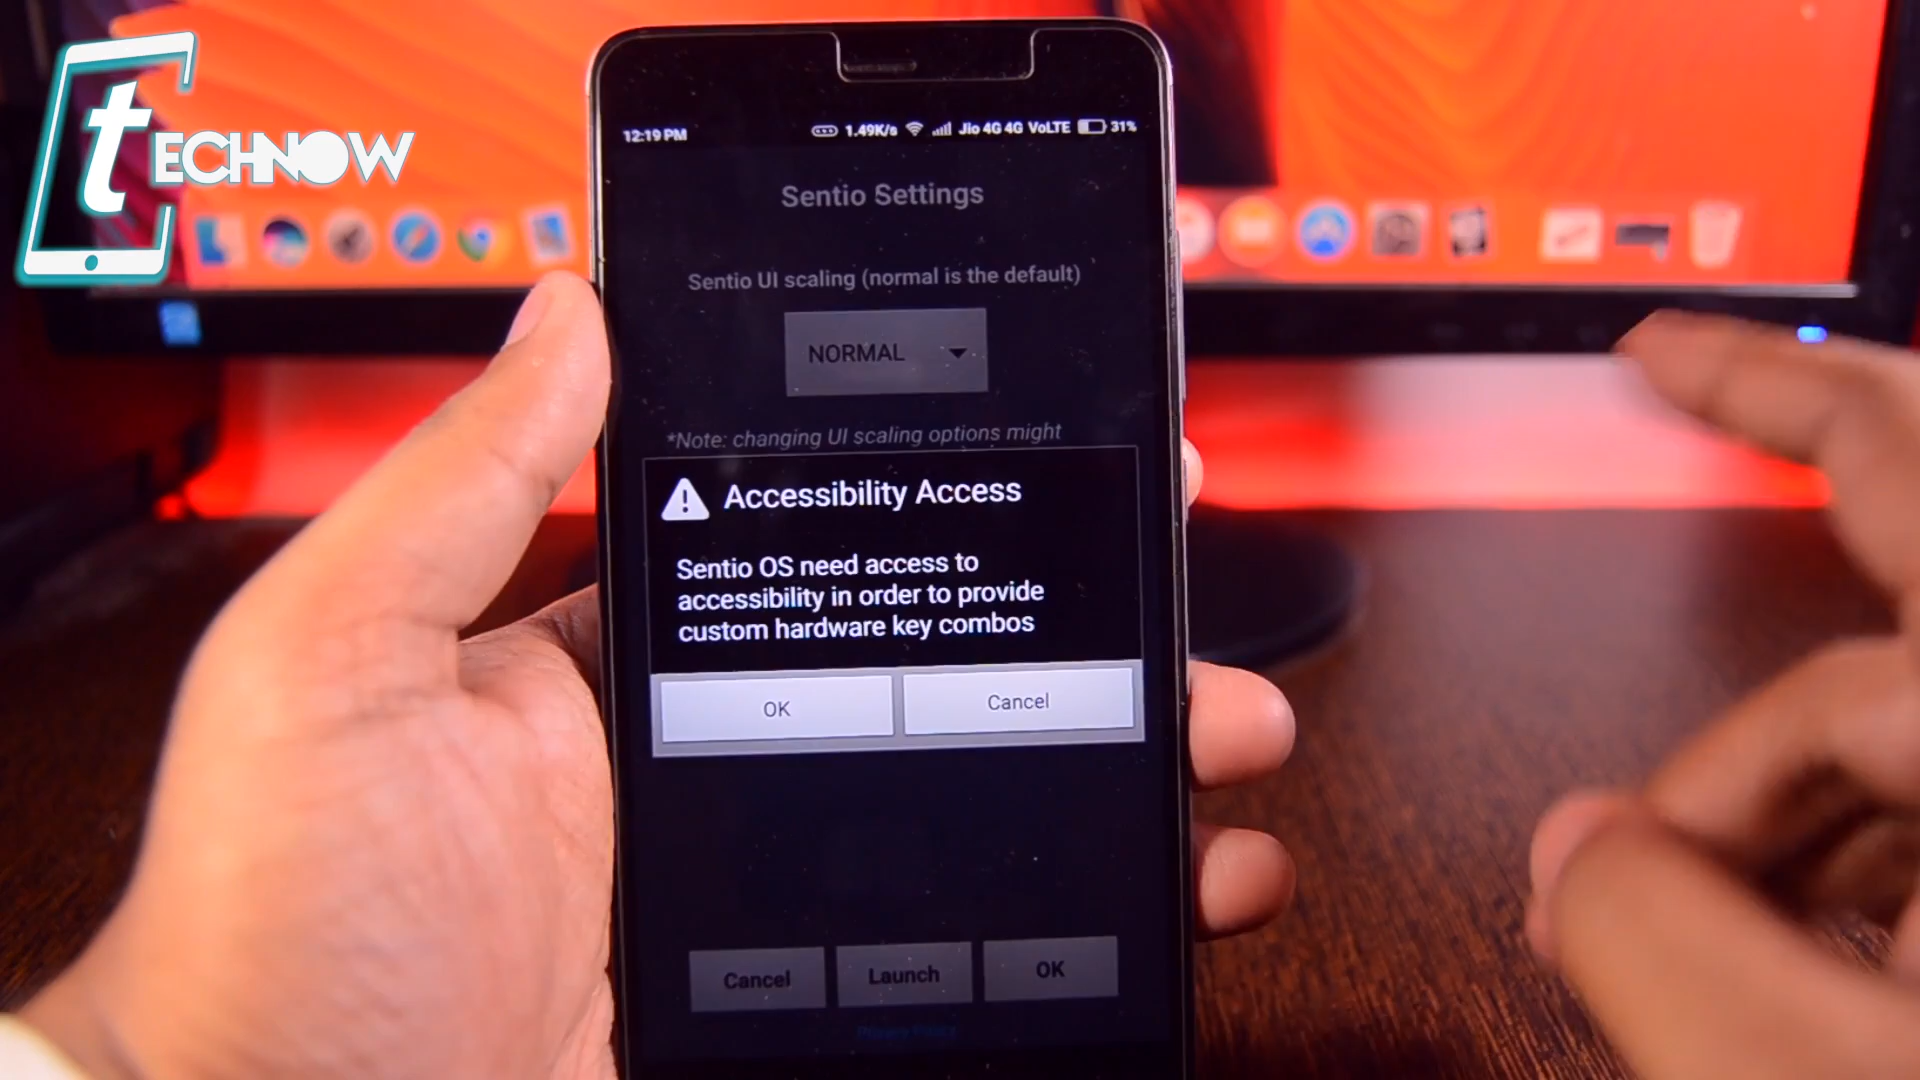 tECHNOW
12:19 PM
1.49K/s Jio 4G 4G VoLTE 31%
Sentio Settings
Sentio UI scaling (normal is the default)
NORMAL
*Note: changing UI scaling options might
Accessibility Access
Sentio OS need access to
accessibility in order to provide
custom hardware key combos
OK Cancel
Cancel Launch OK
Privacy Policy